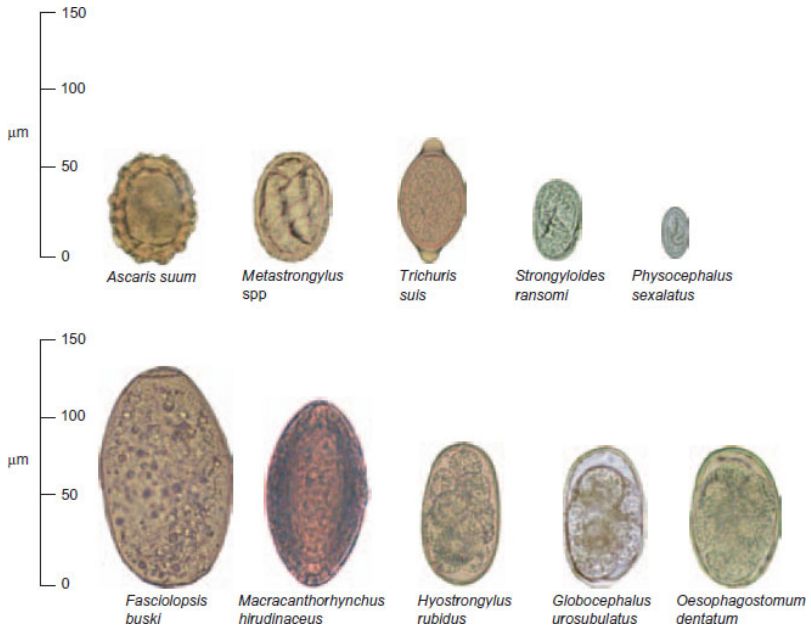 150
100
μm
50
0
Ascaris suum
Metastrongylus
spp
Trichuris
suis
Strongyloides
ransomi
Physocephalus
sexalatus
150
100
μm
50
0
Fasciolopsis
buski
Macracanthorhynchus
hirudinaceus
Hyostrongylus
rubidus
Globocephalus
urosubulatus
Oesophagostomum
dentatum